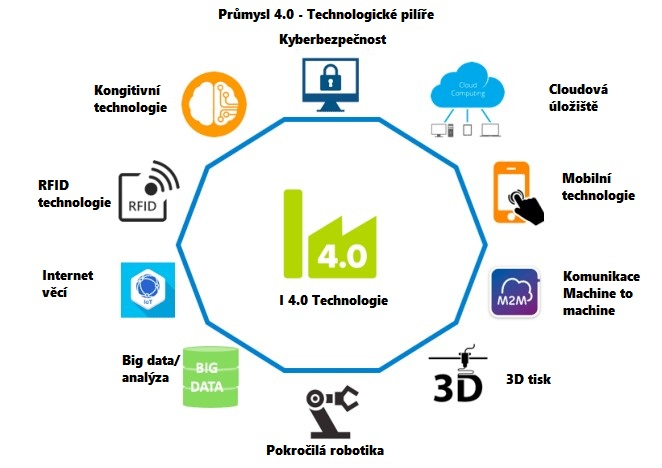 Průmysl 4.0 - Technologické pilíře
Kyberbezpečnost
Kongitivní
technologie
Cloud
Computing
Cloudová
úložiště
RFID
technologie
RFID
Mobilní
technologie
4.0
I 4.0 Technologie
Internet
věcí
IoT
M2M
Komunikace
Machine to
machine
Big data/
analýza
BIG
DATA
3D
3D tisk
Pokročilá robotika